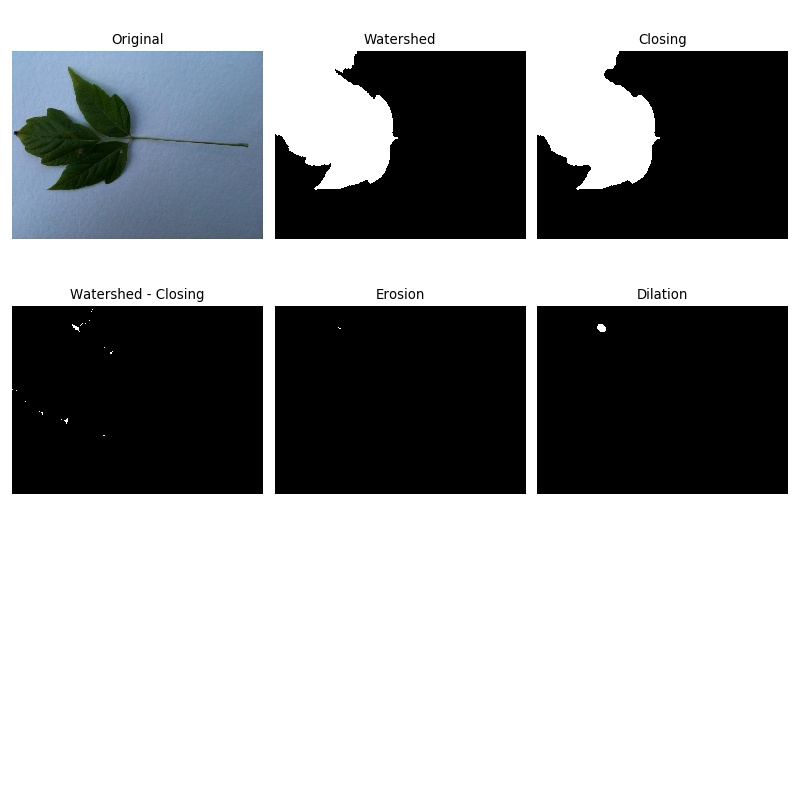 Original
Watershed
Closing
Watershed - Closing
Erosion
Dilation